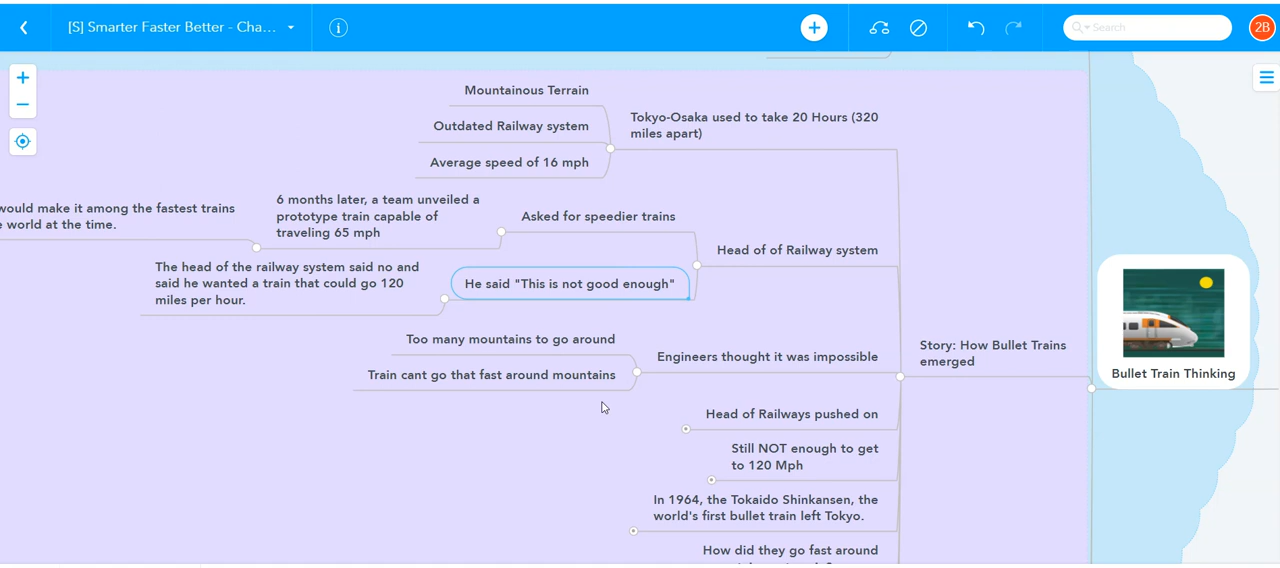 [S] Smarter Faster Better - Cha...
Search
2B
Mountainous Terrain
Outdated Railway system
Average speed of 16 mph
Tokyo-Osaka used to take 20 Hours (320
miles apart)
would make it among the fastest trains
world at the time.
6 months later, a team unveiled a
prototype train capable of
traveling 65 mph
Asked for speedier trains
Head of of Railway system
The head of the railway system said no and
said he wanted a train that could go 120
miles per hour.
He said "This is not good enough"
Too many mountains to go around
Train cant go that fast around mountains
Engineers thought it was impossible
Story: How Bullet Trains
emerged
Bullet Train Thinking
Head of Railways pushed on
Still NOT enough to get
to 120 Mph
In 1964, the Tokaido Shinkansen, the
world's first bullet train left Tokyo.
How did they go fast around